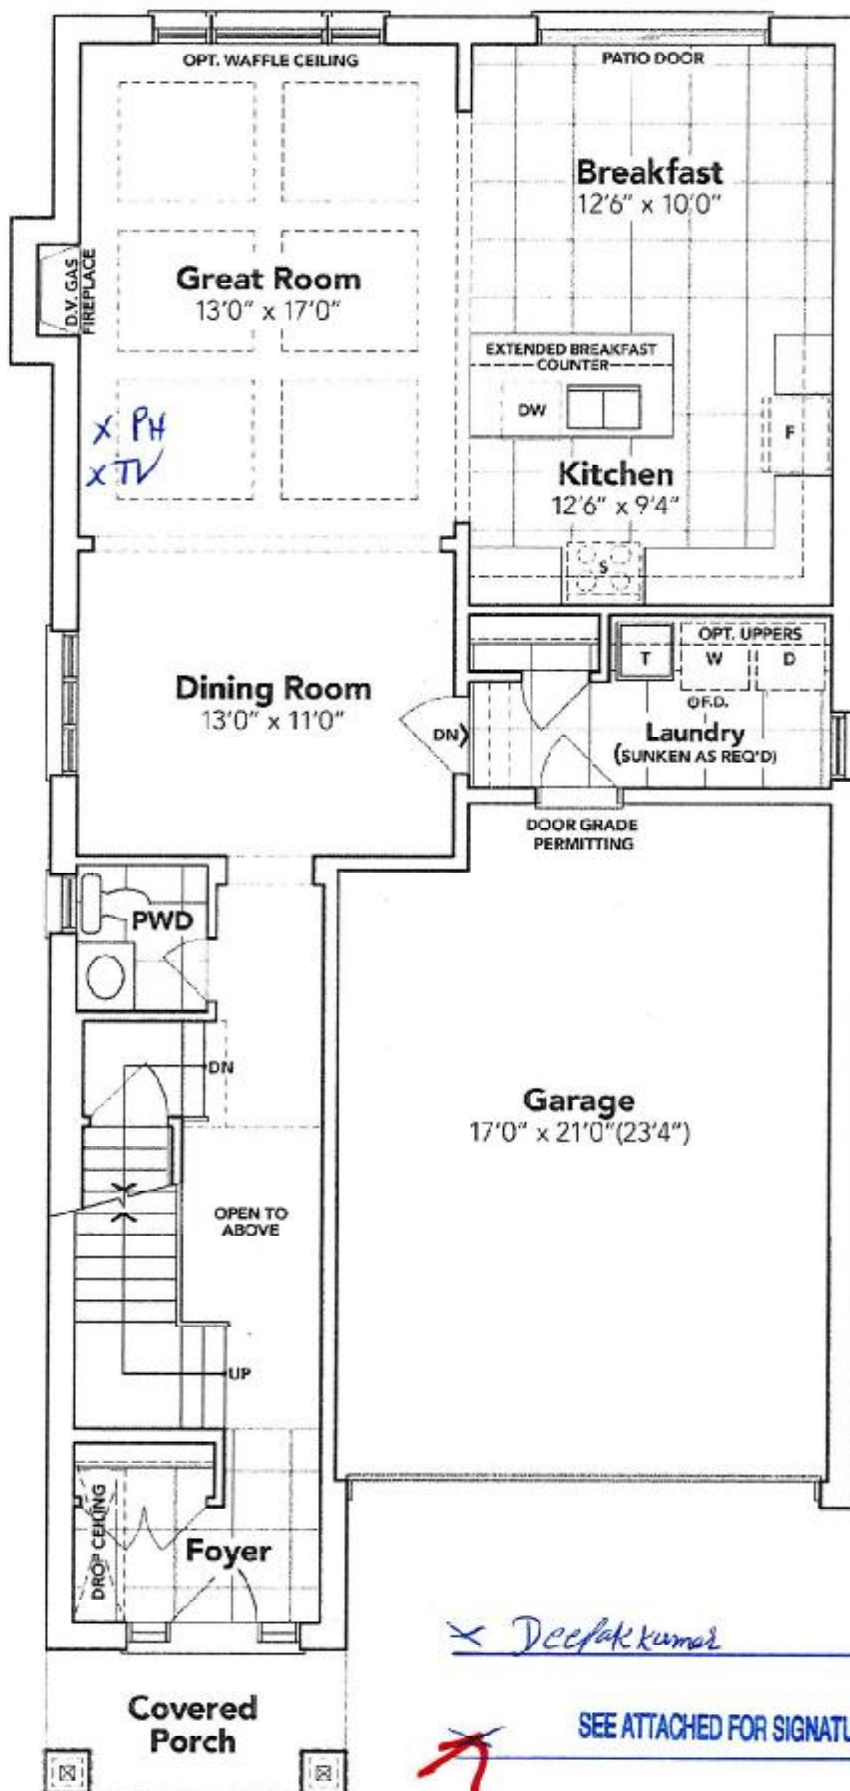 OPT. WAFFLE CEILING
PATIO DOOR
Breakfast
12'6" x 10'0"
D.V. GAS
FIREPLACE
Great Room
13'0" x 17'0"
EXTENDED BREAKFAST
COUNTER
DW
F
X PH
X TV
Kitchen
12'6" x 9'4"
S
OPT. UPPERS
T
W
D
Dining Room
13'0" x 11'0"
F.D.
DN
Laundry
(SUNKEN AS REQ'D)
DOOR GRADE
PERMITTING
PWD
DN
Garage
17'0" x 21'0"(23'4")
OPEN TO
ABOVE
UP
DROP CEILING
Foyer
X Deepak Kumar
Covered
Porch
X SEE ATTACHED FOR SIGNATU